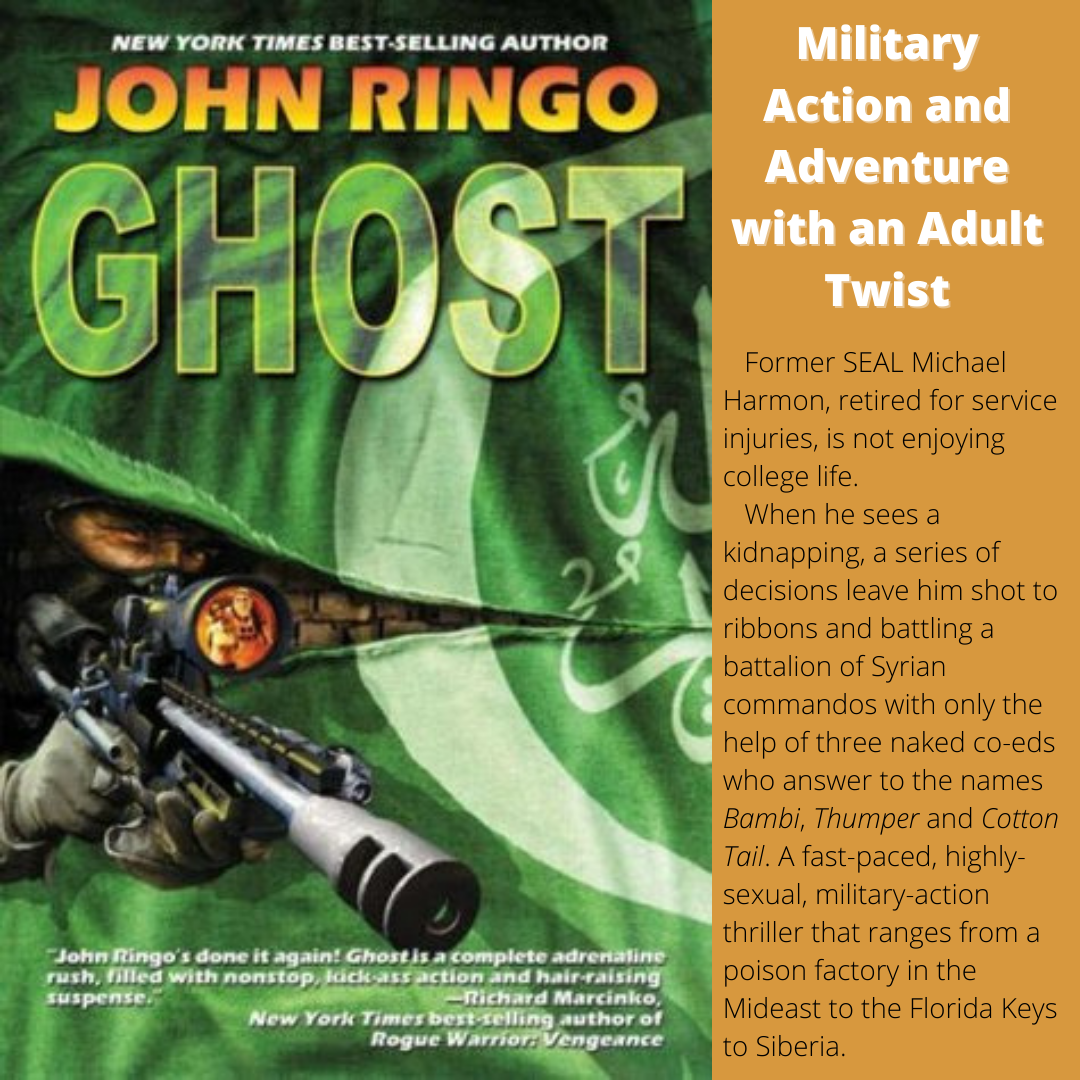 NEW YORK TIMES BEST-SELLING AUTHOR
JOHN RINGO
GHOST
"John Ringo's done it again! Ghost is a complete adrenaline
rush, filled with nonstop, kick-ass action and hair-raising
suspense."
—Richard Marcinko,
New York Times best-selling author of
Rogue Warrior: Vengeance
Military
Action and
Adventure
with an Adult
Twist
Former SEAL Michael
Harmon, retired for service
injuries, is not enjoying
college life.
When he sees a
kidnapping, a series of
decisions leave him shot to
ribbons and battling a
battalion of Syrian
commandos with only the
help of three naked co-eds
who answer to the names
Bambi, Thumper and Cotton
Tail. A fast-paced, highly-
sexual, military-action
thriller that ranges from a
poison factory in the
Mideast to the Florida Keys
to Siberia.